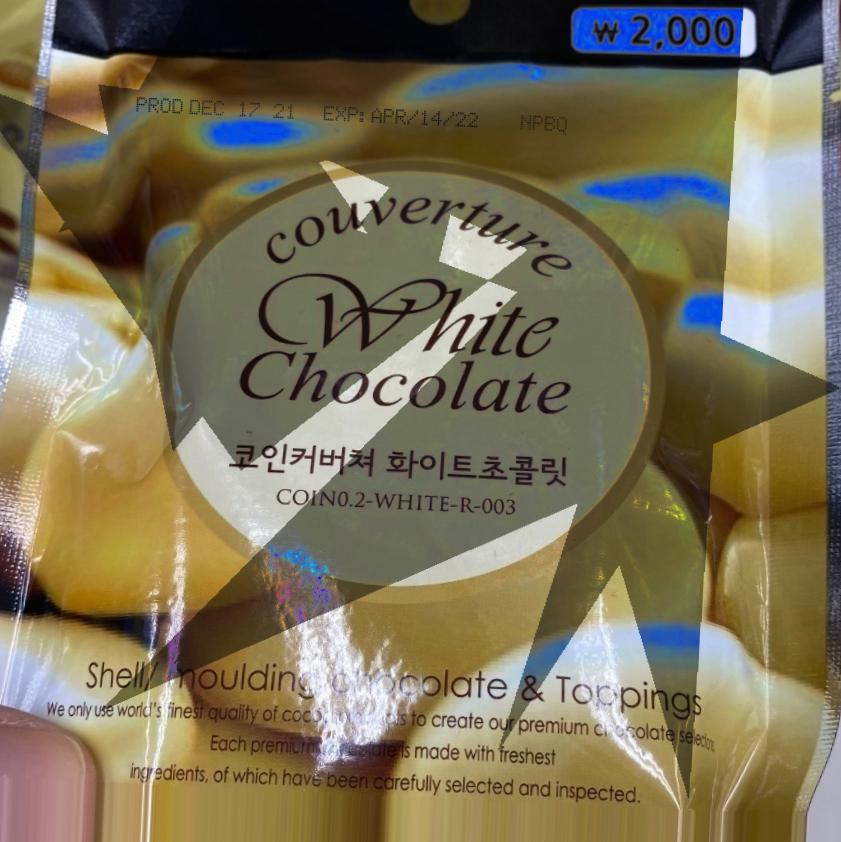 ₩ 2,000
PROD DEC 17 21 EXP: APR/14/22 NPBQ
couverture
White
Chocolate
코인커버쳐 화이트초콜릿
COIN0.2-WHITE-R-003
Shell/ moulding chocolate & Toppings
We only use world's finest quality of to create our premium chocolate
Each premium chocolate is made with freshest
ingredients, of which have been carefully selected and inspected.